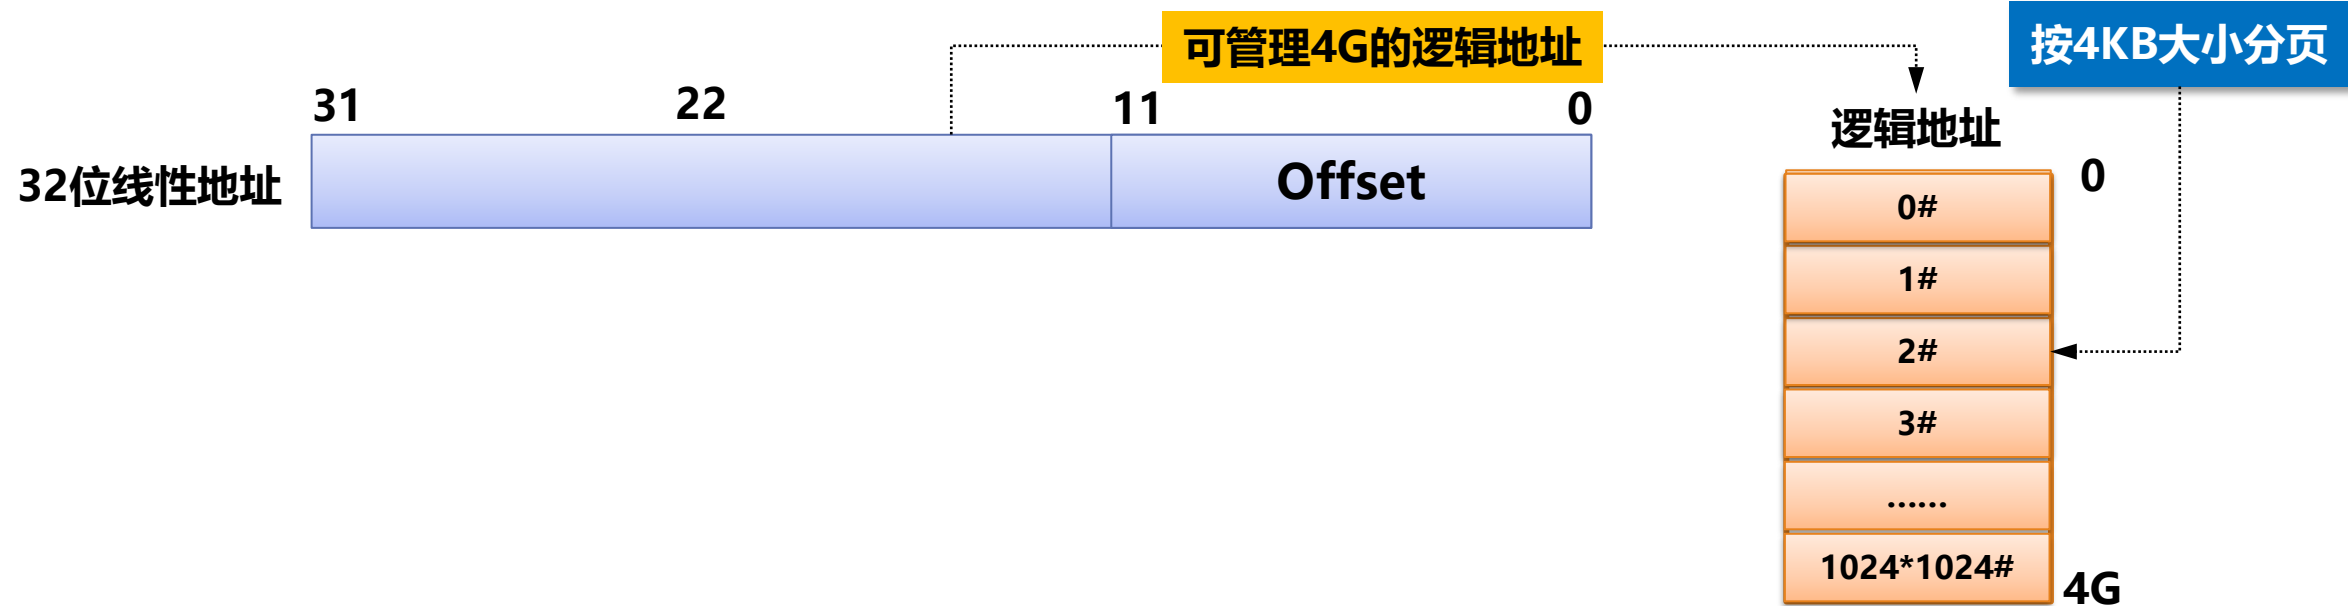 可管理4G的逻辑地址
按4KB大小分页
31
22
11
0
逻辑地址
32位线性地址
Offset
0
0#
1#
2#
3#
......
1024*1024#
4G